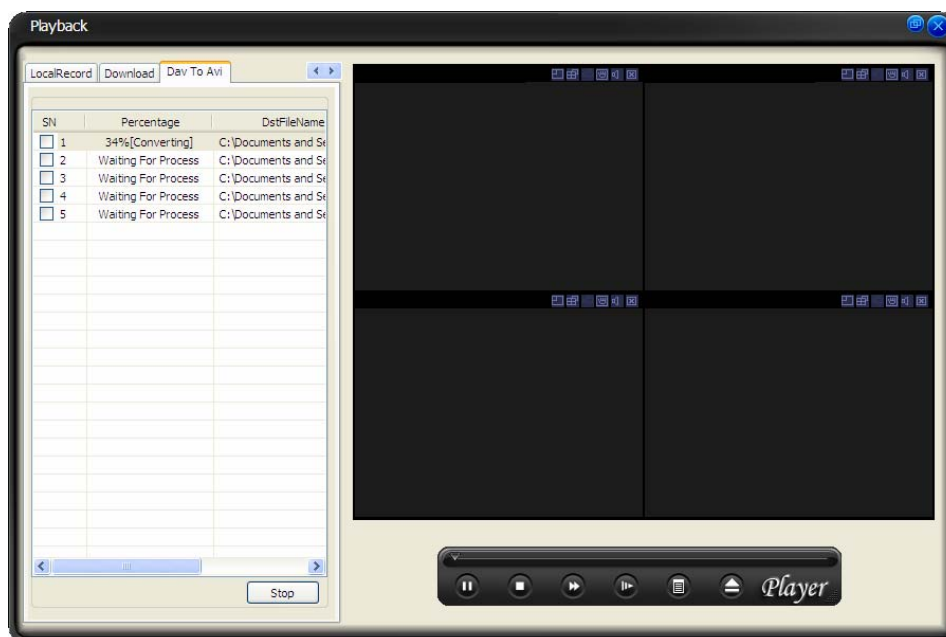 Playback
LocalRecord Download Dav To Avi
SN Percentage DstFileName
1 34%[Converting] C:\Documents and Se
2 Waiting For Process C:\Documents and Se
3 Waiting For Process C:\Documents and Se
4 Waiting For Process C:\Documents and Se
5 Waiting For Process C:\Documents and Se
Stop
Player